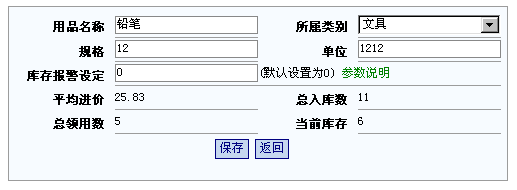 用品名称 铅笔 所属类别 文具
规格 12 单位 1212
库存报警设定 0 (默认设置为0) 参数说明
平均进价 25.83 总入库数 11
总领用数 5 当前库存 6
保存 返回